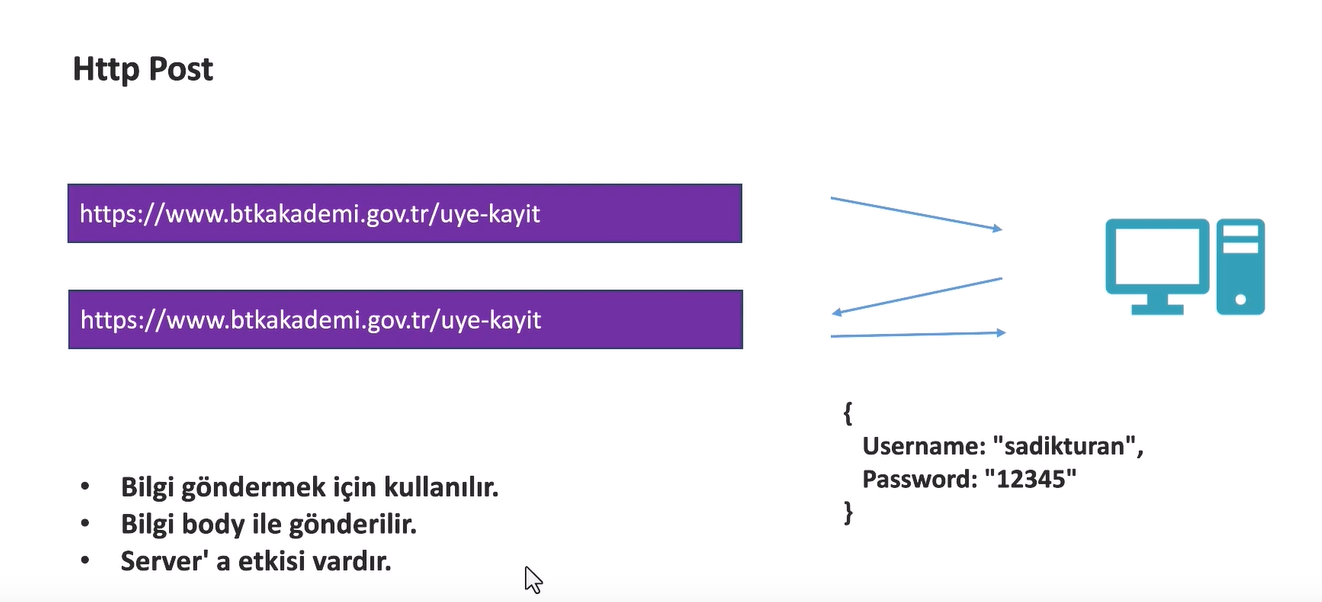 Http Post
https://www.btkakademi.gov.tr/uye-kayit
https://www.btkakademi.gov.tr/uye-kayit
{
Username: "sadikturan",
Password: "12345"
}
• Bilgi göndermek için kullanılır.
• Bilgi body ile gönderilir.
• Server' a etkisi vardır.